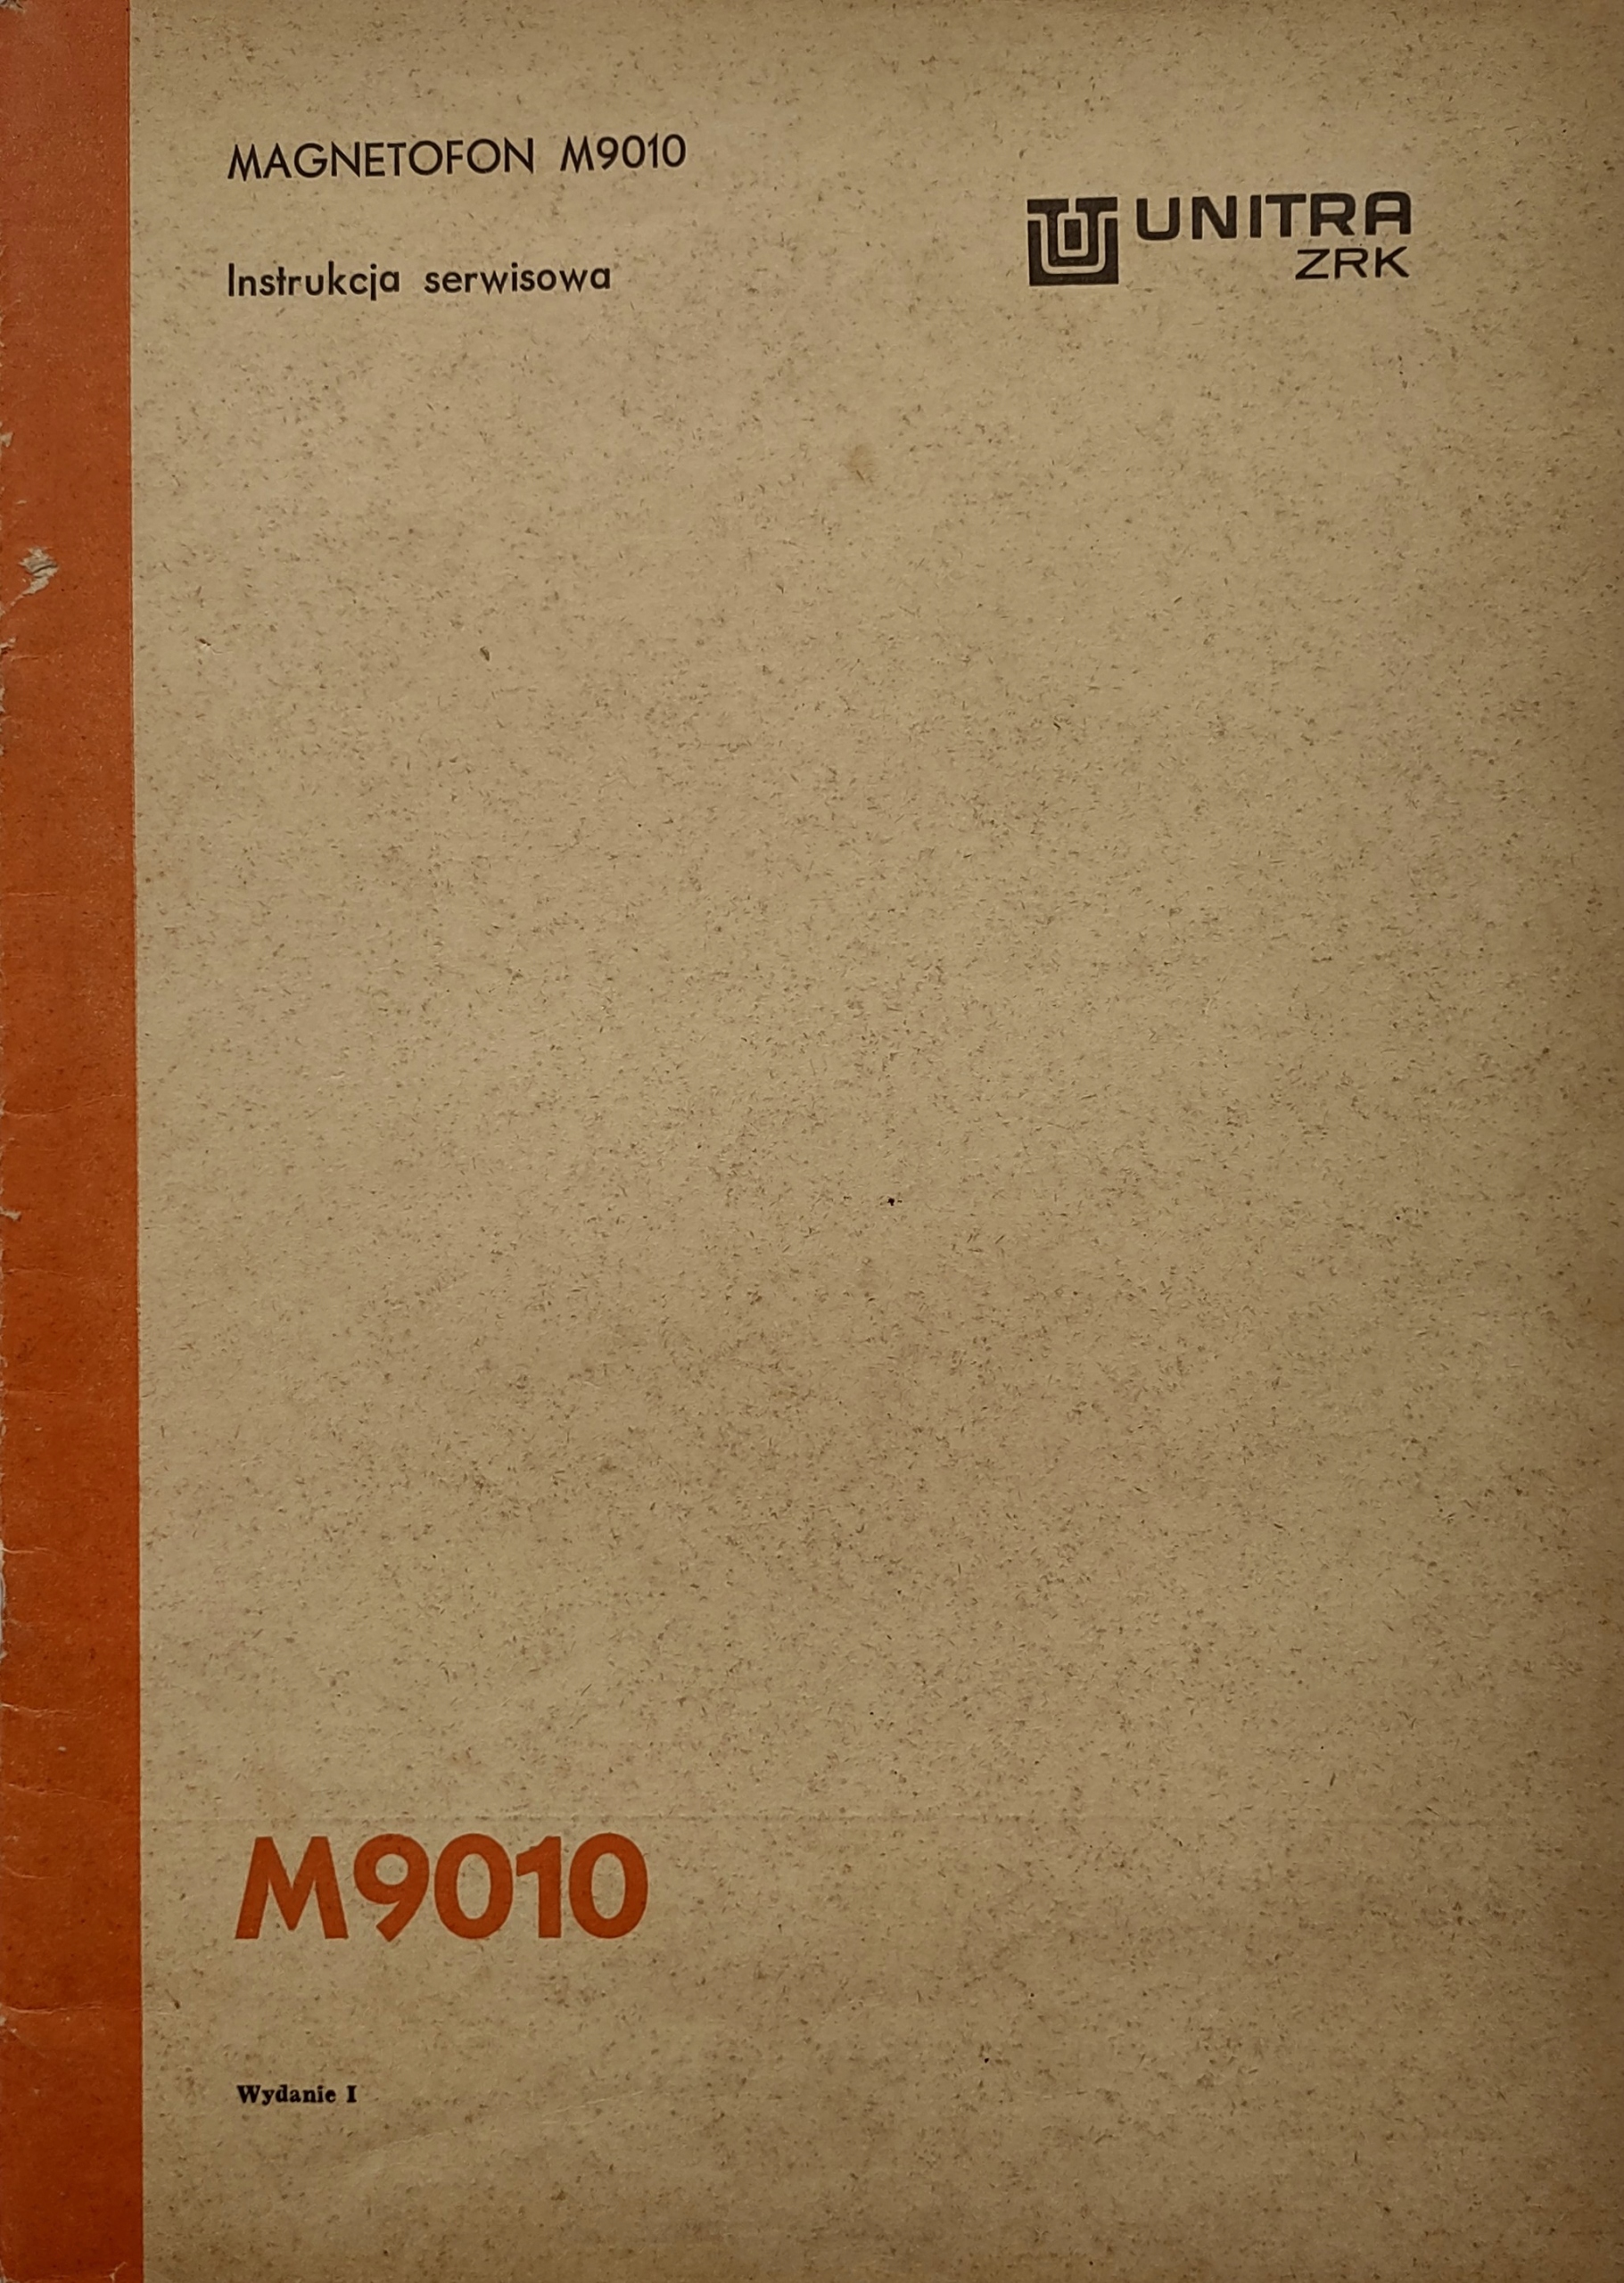 MAGNETOFON M9010
UNITRA
ZRK
Instrukcja serwisowa
M9010
Wydanie I